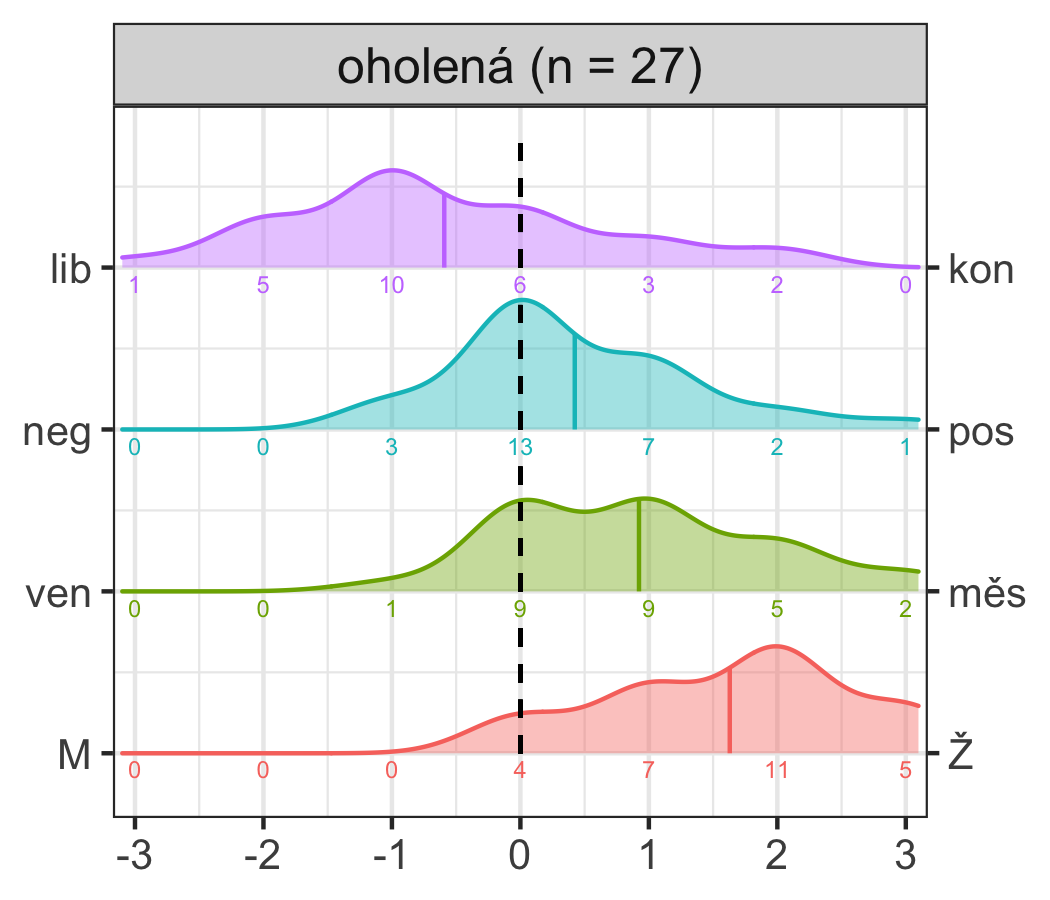 oholená (n = 27)
lib kon
1 5 10 6 3 2 0
neg pos
0 0 3 13 7 2 1
ven měs
0 0 1 9 9 5 2
M Ž
0 0 0 4 7 11 5
-3 -2 -1 0 1 2 3